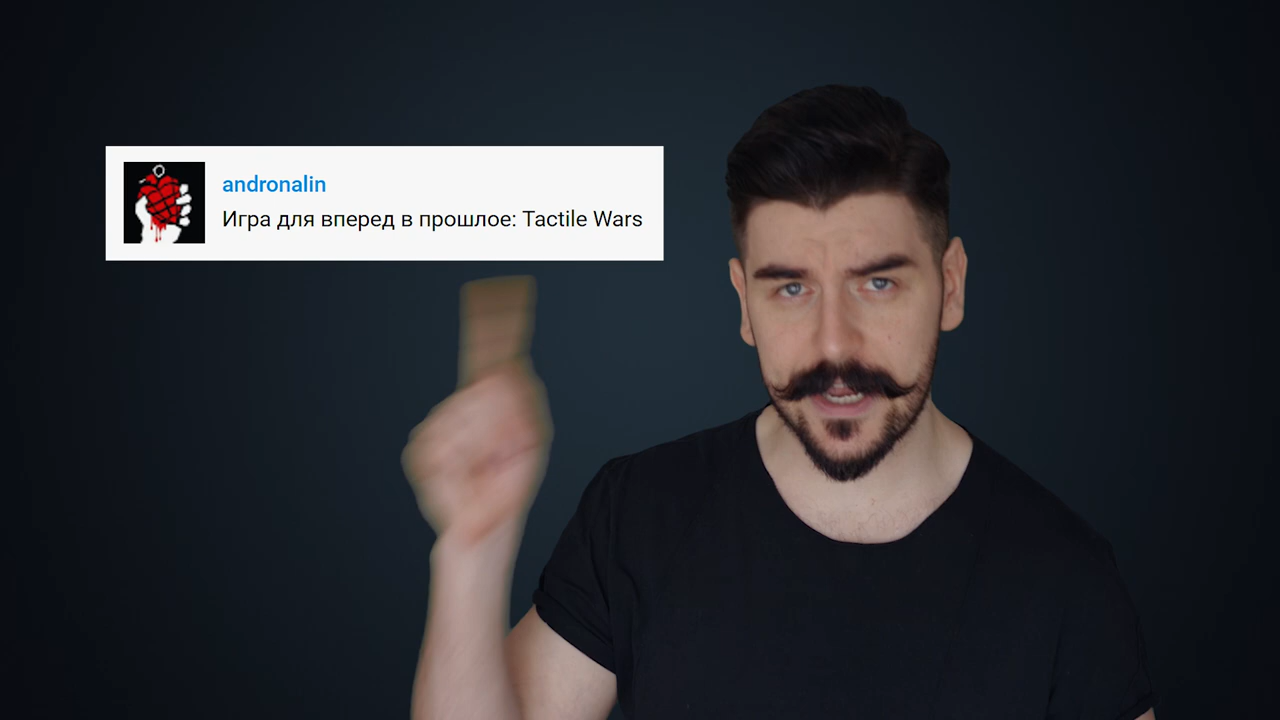 andronalin
Игра для вперед в прошлое: Tactile Wars